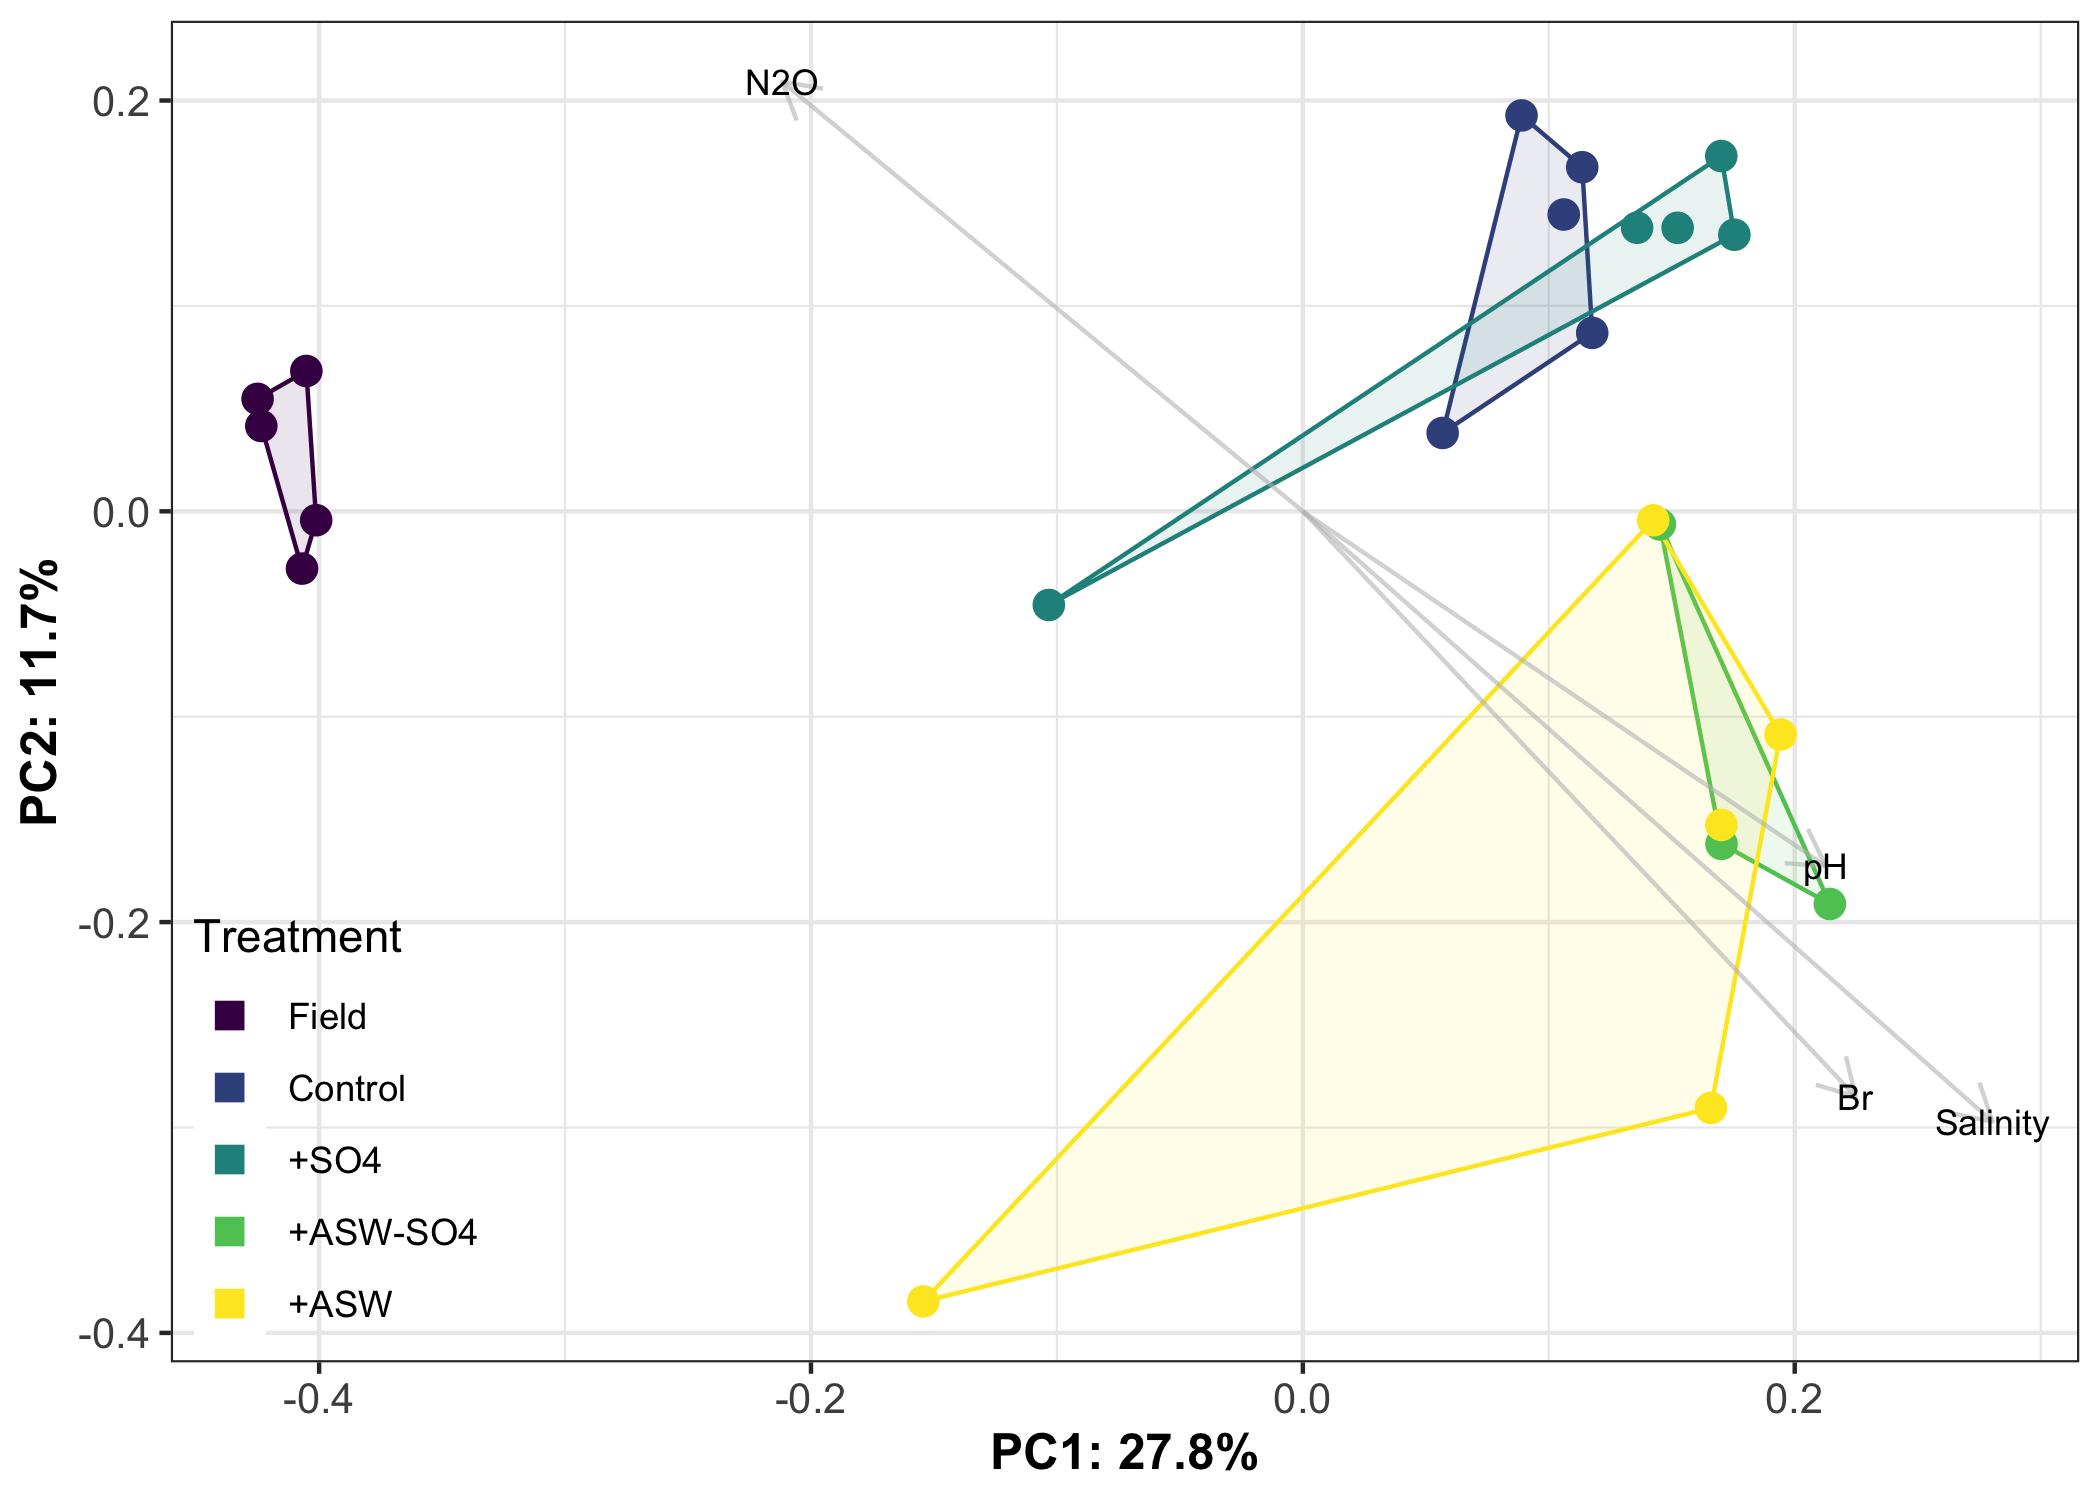 N2O
pH
Br
Salinity
0.2
0.0
-0.2
-0.4
PC2: 11.7%
Treatment
Field
Control
+SO4
+ASW-SO4
+ASW
-0.4
-0.2
0.0
0.2
PC1: 27.8%